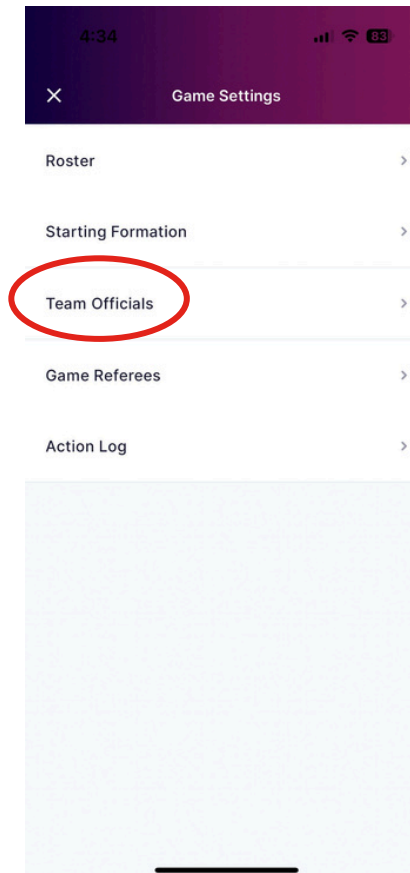 4:34
83
Game Settings
Roster
Starting Formation
Team Officials
Game Referees
Action Log